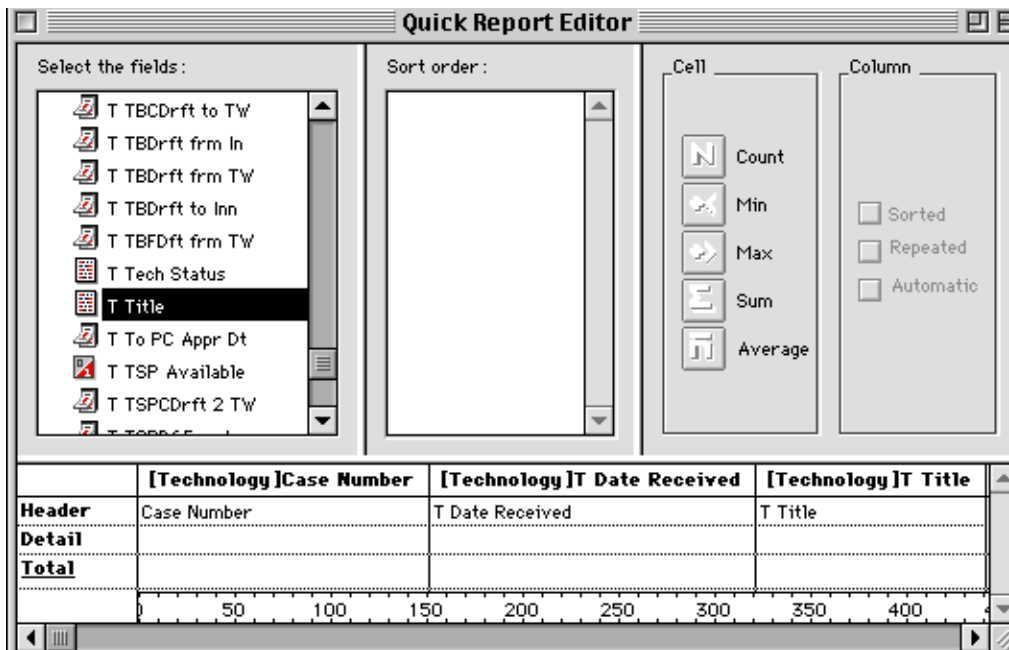 Quick Report Editor
Select the fields:
T TBCDrft to TW
T TBDrft frm In
T TBDrft frm TW
T TBDrft to Inn
T TBFDft frm TW
T Tech Status
T Title
T To PC Appr Dt
T TSP Available
T TSPCDrft 2 TW
Sort order:
Cell
Count
Min
Max
Sum
Average
Column
Sorted
Repeated
Automatic
[Technology]Case Number [Technology]T Date Received [Technology]T Title
Header Case Number T Date Received T Title
Detail
Total
0 50 100 150 200 250 300 350 400